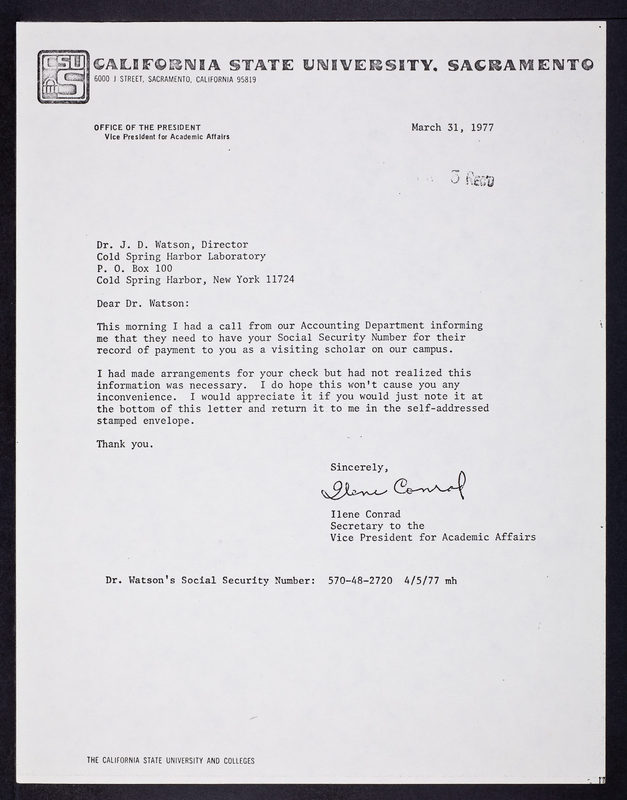 CSU
S
CALIFORNIA STATE UNIVERSITY, SACRAMENTO
6000 J STREET, SACRAMENTO, CALIFORNIA 95819
OFFICE OF THE PRESIDENT
Vice President for Academic Affairs
March 31, 1977
3 REC'D
Dr. J. D. Watson, Director
Cold Spring Harbor Laboratory
P. O. Box 100
Cold Spring Harbor, New York 11724
Dear Dr. Watson:
This morning I had a call from our Accounting Department informing
me that they need to have your Social Security Number for their
record of payment to you as a visiting scholar on our campus.
I had made arrangements for your check but had not realized this
information was necessary. I do hope this won't cause you any
inconvenience. I would appreciate it if you would just note it at
the bottom of this letter and return it to me in the self-addressed
stamped envelope.
Thank you.
Sincerely,
Ilene Conrad
Ilene Conrad
Secretary to the
Vice President for Academic Affairs
Dr. Watson's Social Security Number: 570-48-2720 4/5/77 mh
THE CALIFORNIA STATE UNIVERSITY AND COLLEGES